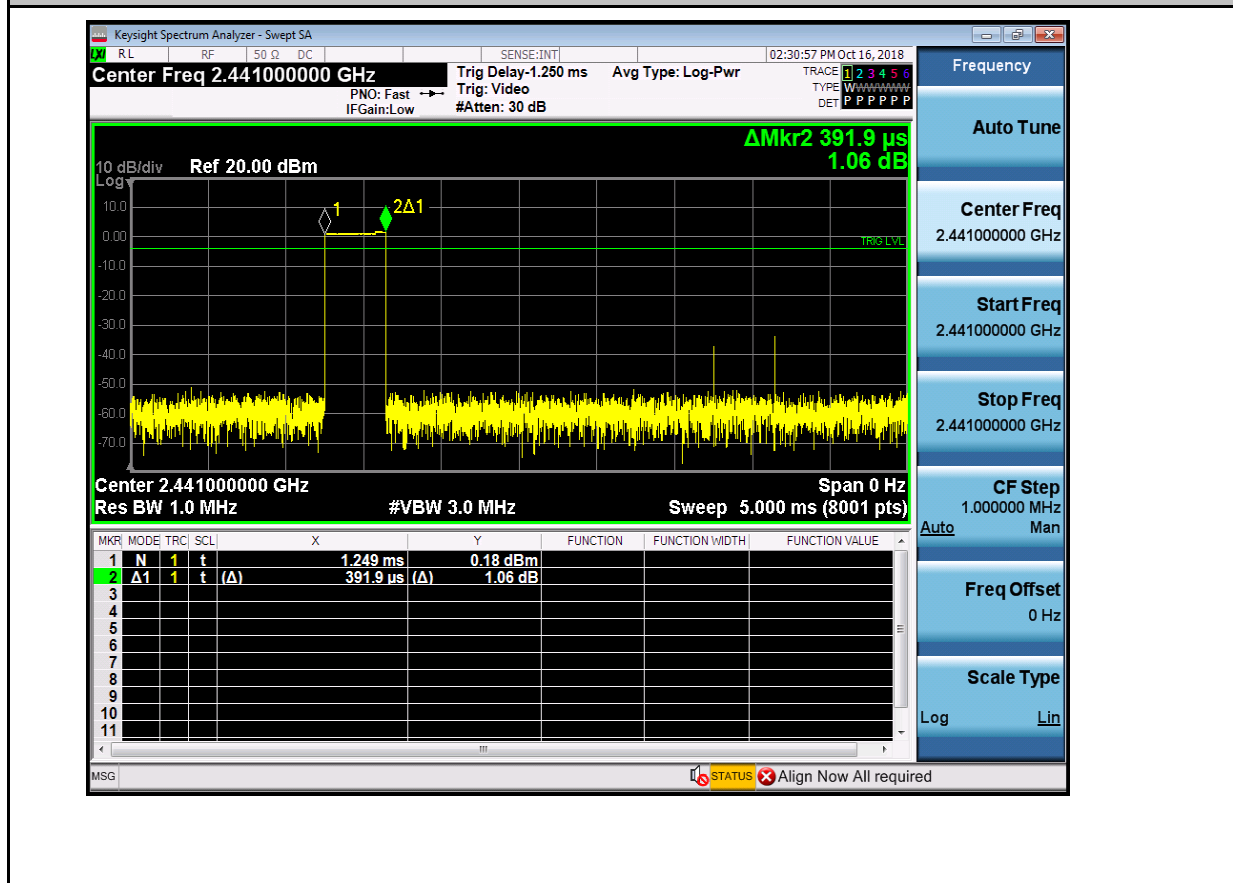 Keysight Spectrum Analyzer - Swept SA
LXI RL RF 50 Ω DC SENSE:INT 02:30:57 PM Oct 16, 2018
Center Freq 2.441000000 GHz
PNO: Fast
IFGain:Low
Trig Delay-1.250 ms
Trig: Video
#Atten: 30 dB
Avg Type: Log-Pwr
TRACE 1 2 3 4 5 6
TYPE WWWWWW
DET P P P P P P
ΔMkr2 391.9 µs
1.06 dB
10 dB/div Ref 20.00 dBm
Log
10.0
0.00
-10.0
-20.0
-30.0
-40.0
-50.0
-60.0
-70.0
1
2Δ1
TRIG LVL
Center 2.441000000 GHz Span 0 Hz
Res BW 1.0 MHz #VBW 3.0 MHz Sweep 5.000 ms (8001 pts)
MKR MODE TRC SCL X Y FUNCTION FUNCTION WIDTH FUNCTION VALUE
1 N 1 t 1.249 ms 0.18 dBm
2 Δ1 1 t (Δ) 391.9 µs (Δ) 1.06 dB
3
4
5
6
7
8
9
10
11
MSG STATUS Align Now All required
Frequency
Auto Tune
Center Freq
2.441000000 GHz
Start Freq
2.441000000 GHz
Stop Freq
2.441000000 GHz
CF Step
1.000000 MHz
Auto Man
Freq Offset
0 Hz
Scale Type
Log Lin